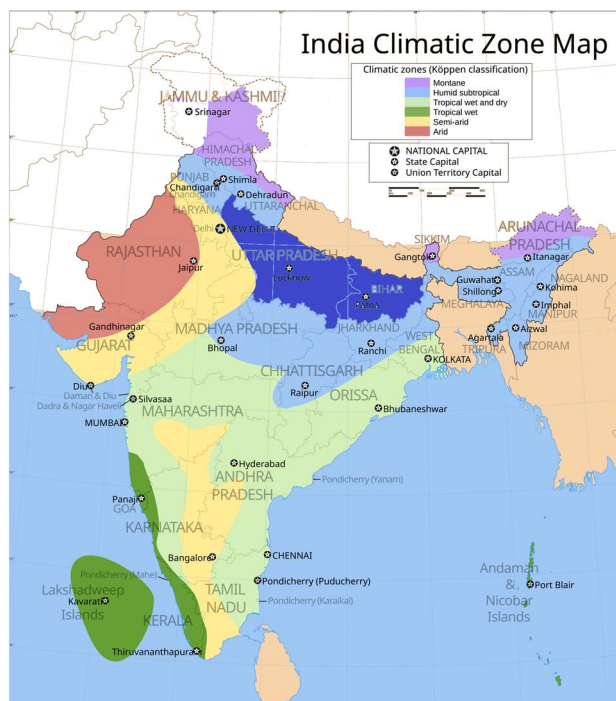 India Climatic Zone Map
Climatic zones (Köppen classification)
Montane
Humid subtropical
Tropical wet and dry
Tropical wet
Semi-arid
Arid
NATIONAL CAPITAL
State Capital
Union Territory Capital
JAMMU & KASHMIR
Srinagar
HIMACHAL
PRADESH
Shimla
PUNJAB
Chandigarh
Chandigarh
Dehradun
UTTARANCHAL
HARYANA
Delhi
NEW DELHI
RAJASTHAN
Jaipur
UTTAR PRADESH
Lucknow
BIHAR
Patna
SIKKIM
Gangtok
ARUNACHAL
PRADESH
Itanagar
ASSAM
Guwahati
Shillong
MEGHALAYA
NAGALAND
Kohima
Imphal
MANIPUR
Agartala
TRIPURA
Aizwal
MIZORAM
Gandhinagar
GUJARAT
MADHYA PRADESH
Bhopal
JHARKHAND
Ranchi
WEST
BENGAL
KOLKATA
CHHATTISGARH
Raipur
ORISSA
Bhubaneshwar
Diu
Daman & Diu
Dadra & Nagar Haveli
Silvasaa
MAHARASHTRA
MUMBAI
Hyderabad
ANDHRA
PRADESH
Pondicherry (Yanam)
Panaji
GOA
KARNATAKA
Bangalore
CHENNAI
Pondicherry (Mahe)
Pondicherry (Puducherry)
Pondicherry (Karaikal)
TAMIL
NADU
Lakshadweep
Islands
Kavarati
KERALA
Thiruvananthapuram
Andaman
&
Nicobar
Islands
Port Blair